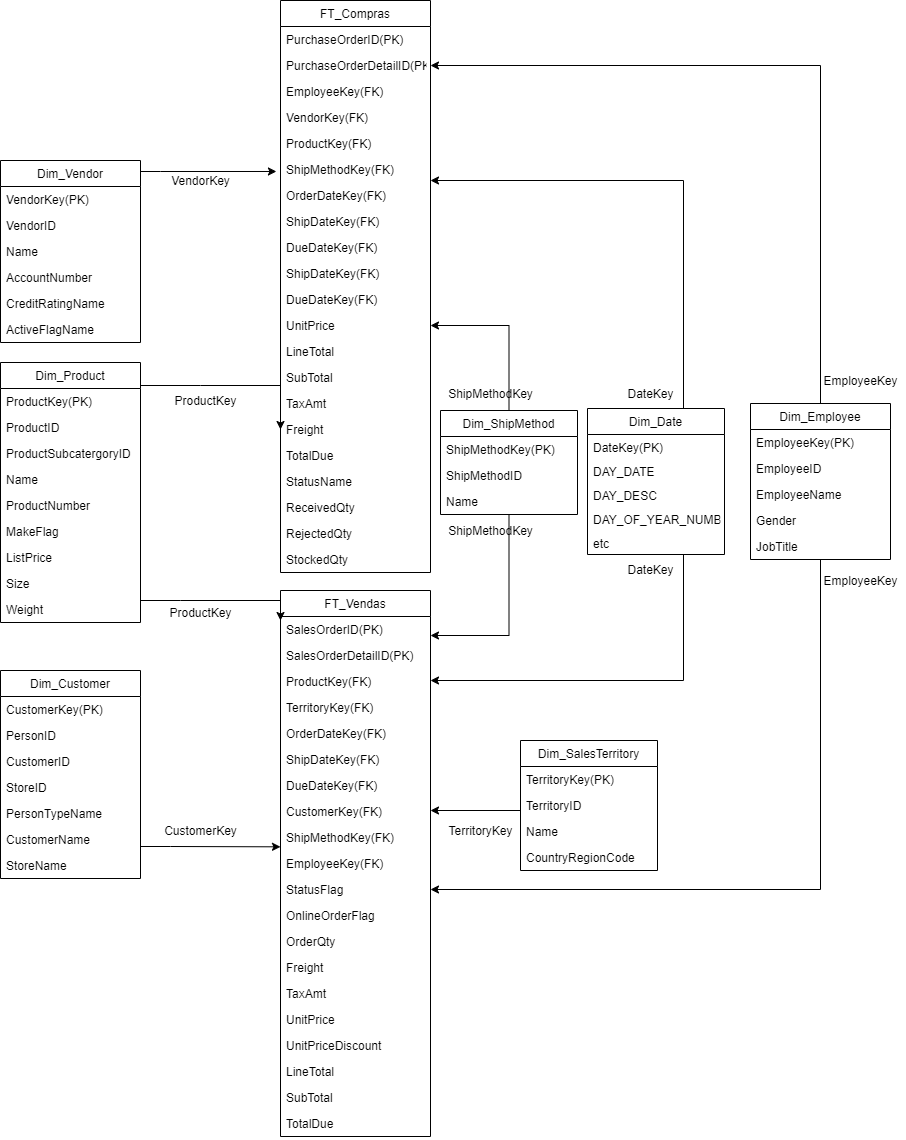 FT_Compras
PurchaseOrderID(PK)
PurchaseOrderDetailID(PK
EmployeeKey(FK)
VendorKey(FK)
ProductKey(FK)
ShipMethodKey(FK)
OrderDateKey(FK)
ShipDateKey(FK)
DueDateKey(FK)
ShipDateKey(FK)
DueDateKey(FK)
UnitPrice
LineTotal
SubTotal
TaxAmt
Freight
TotalDue
StatusName
ReceivedQty
RejectedQty
StockedQty
Dim_Vendor
VendorKey(PK)
VendorID
Name
AccountNumber
CreditRatingName
ActiveFlagName
VendorKey
Dim_Product
ProductKey(PK)
ProductID
ProductSubcatergoryID
Name
ProductNumber
MakeFlag
ListPrice
Size
Weight
ProductKey
ProductKey
ShipMethodKey
Dim_ShipMethod
ShipMethodKey(PK)
ShipMethodID
Name
ShipMethodKey
DateKey
Dim_Date
DateKey(PK)
DAY_DATE
DAY_DESC
DAY_OF_YEAR_NUMB
etc
DateKey
EmployeeKey
Dim_Employee
EmployeeKey(PK)
EmployeeID
EmployeeName
Gender
JobTitle
EmployeeKey
Dim_Customer
CustomerKey(PK)
PersonID
CustomerID
StoreID
PersonTypeName
CustomerName
StoreName
CustomerKey
FT_Vendas
SalesOrderID(PK)
SalesOrderDetailID(PK)
ProductKey(FK)
TerritoryKey(FK)
OrderDateKey(FK)
ShipDateKey(FK)
DueDateKey(FK)
CustomerKey(FK)
ShipMethodKey(FK)
EmployeeKey(FK)
StatusFlag
OnlineOrderFlag
OrderQty
Freight
TaxAmt
UnitPrice
UnitPriceDiscount
LineTotal
SubTotal
TotalDue
Dim_SalesTerritory
TerritoryKey(PK)
TerritoryID
Name
CountryRegionCode
TerritoryKey